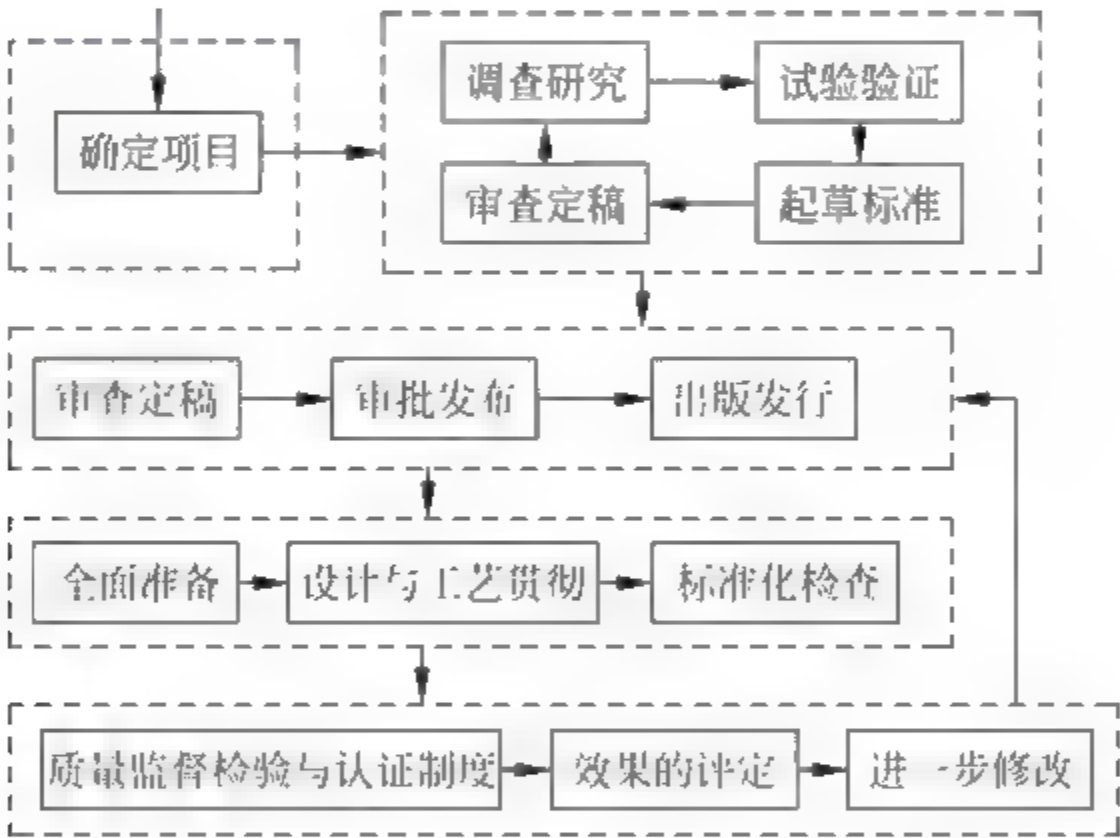 调查研究 试验验证
确定项目
审查定稿 起草标准
审查定稿 审批发布 出版发行
全面准备 设计与工艺贯彻 标准化检查
质量监督检验与认证制度 效果的评定 进一步修改